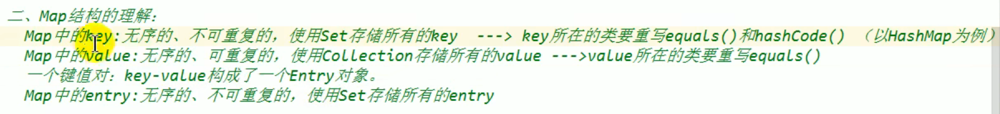 二、Map结构的理解：
Map中的key:无序的、不可重复的，使用Set存储所有的key ---> key所在的类要重写equals()和hashCode() （以HashMap为例）
Map中的value:无序的、可重复的，使用Collection存储所有的value --->value所在的类要重写equals()
一个键值对：key-value构成了一个Entry对象。
Map中的entry:无序的、不可重复的，使用Set存储所有的entry